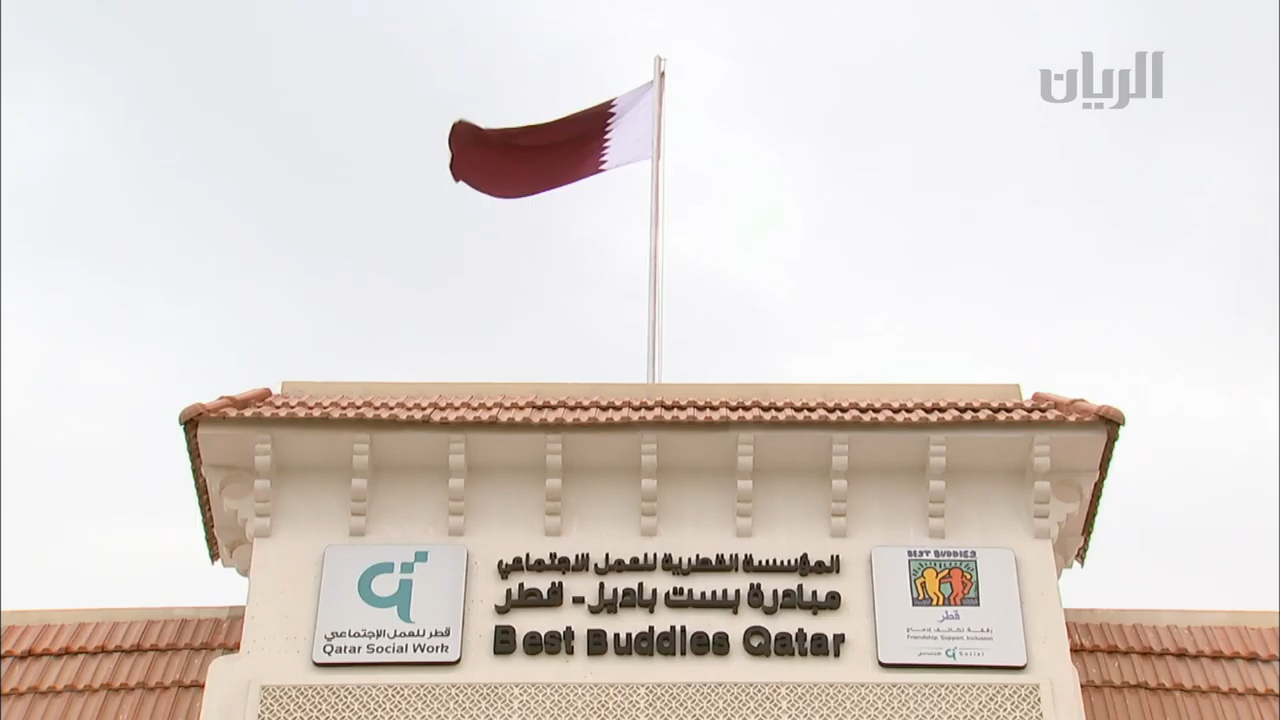 الريان
المؤسسة القطرية للعمل الاجتماعي
مبادرة بست باديز - قطر
Best Buddies Qatar
قطر للعمل الإجتماعي
Qatar Social Work
BEST BUDDIES
قطر
Friendship. Support. Inclusion
Social